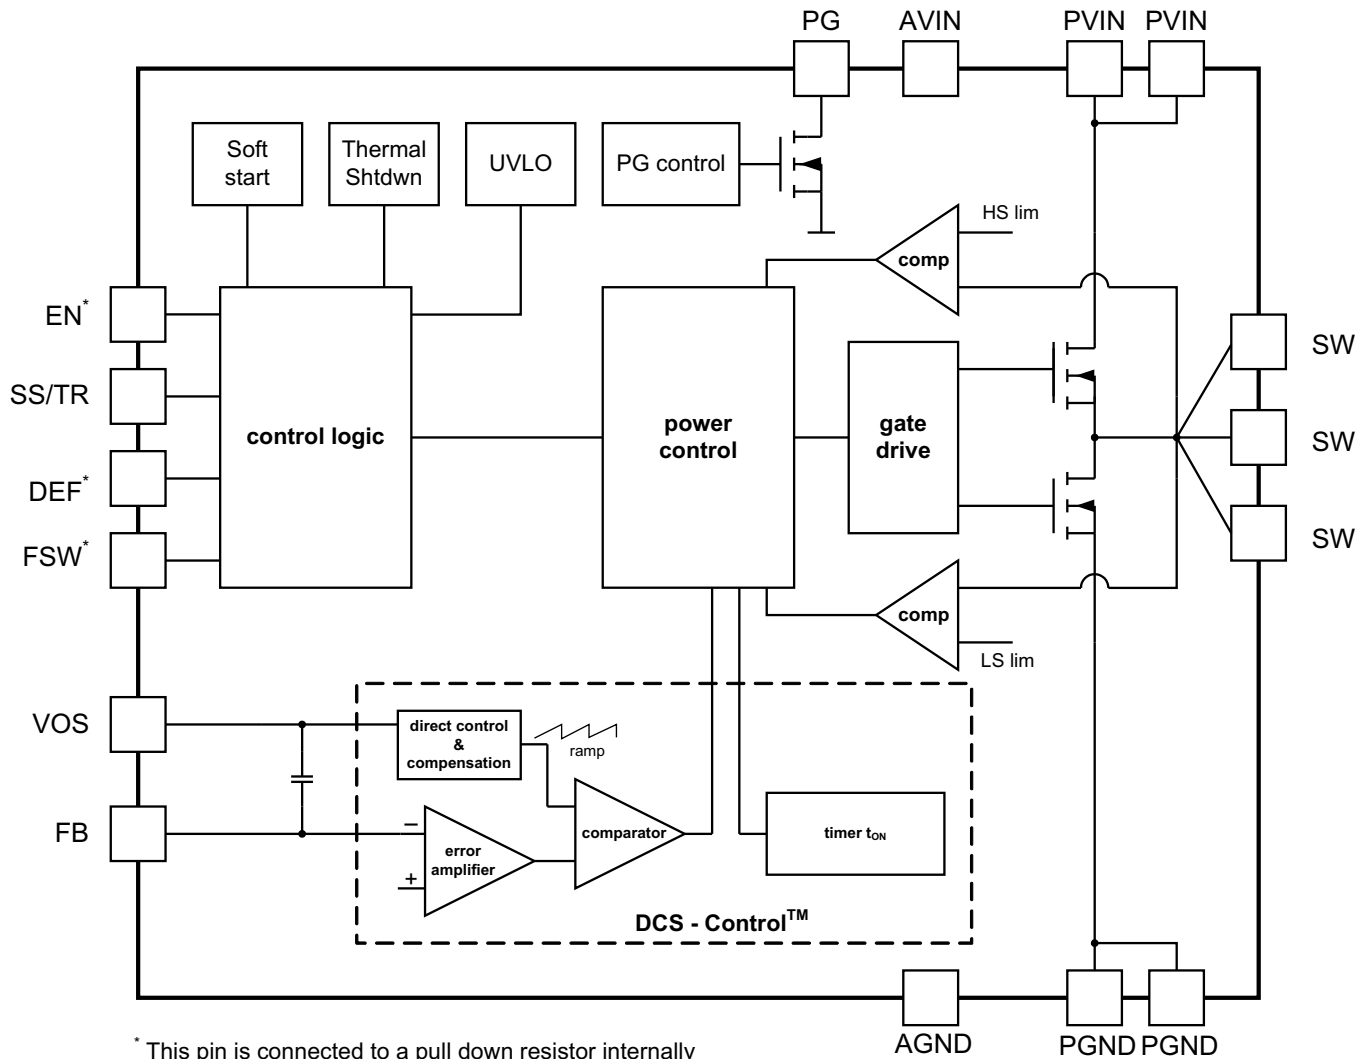 PG AVIN PVIN PVIN
Soft
start
Thermal
Shtdwn
UVLO
PG control
HS lim
comp
EN*
SS/TR
DEF*
FSW*
control logic
power
control
gate
drive
SW
SW
SW
comp
LS lim
VOS
FB
direct control
&
compensation
ramp
−
+
error
amplifier
comparator
timer tON
DCS - Control™
AGND PGND PGND
* This pin is connected to a pull down resistor internally